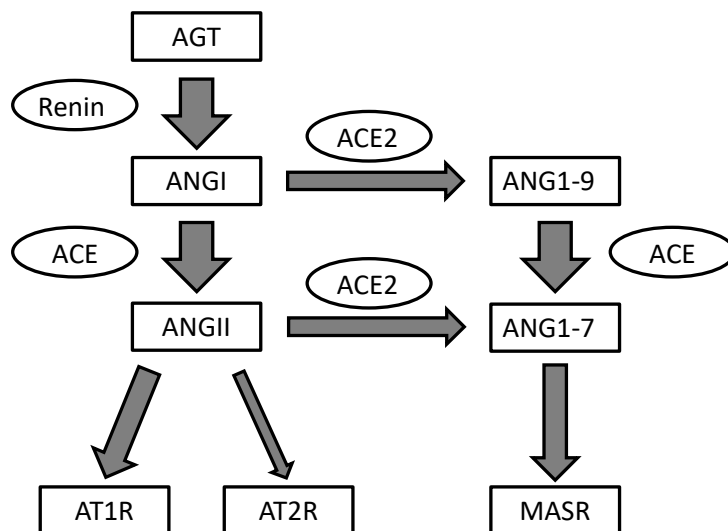 AGT
Renin
ACE2
ANGI
ANG1-9
ACE
ACE
ACE2
ANGII
ANG1-7
AT1R
AT2R
MASR